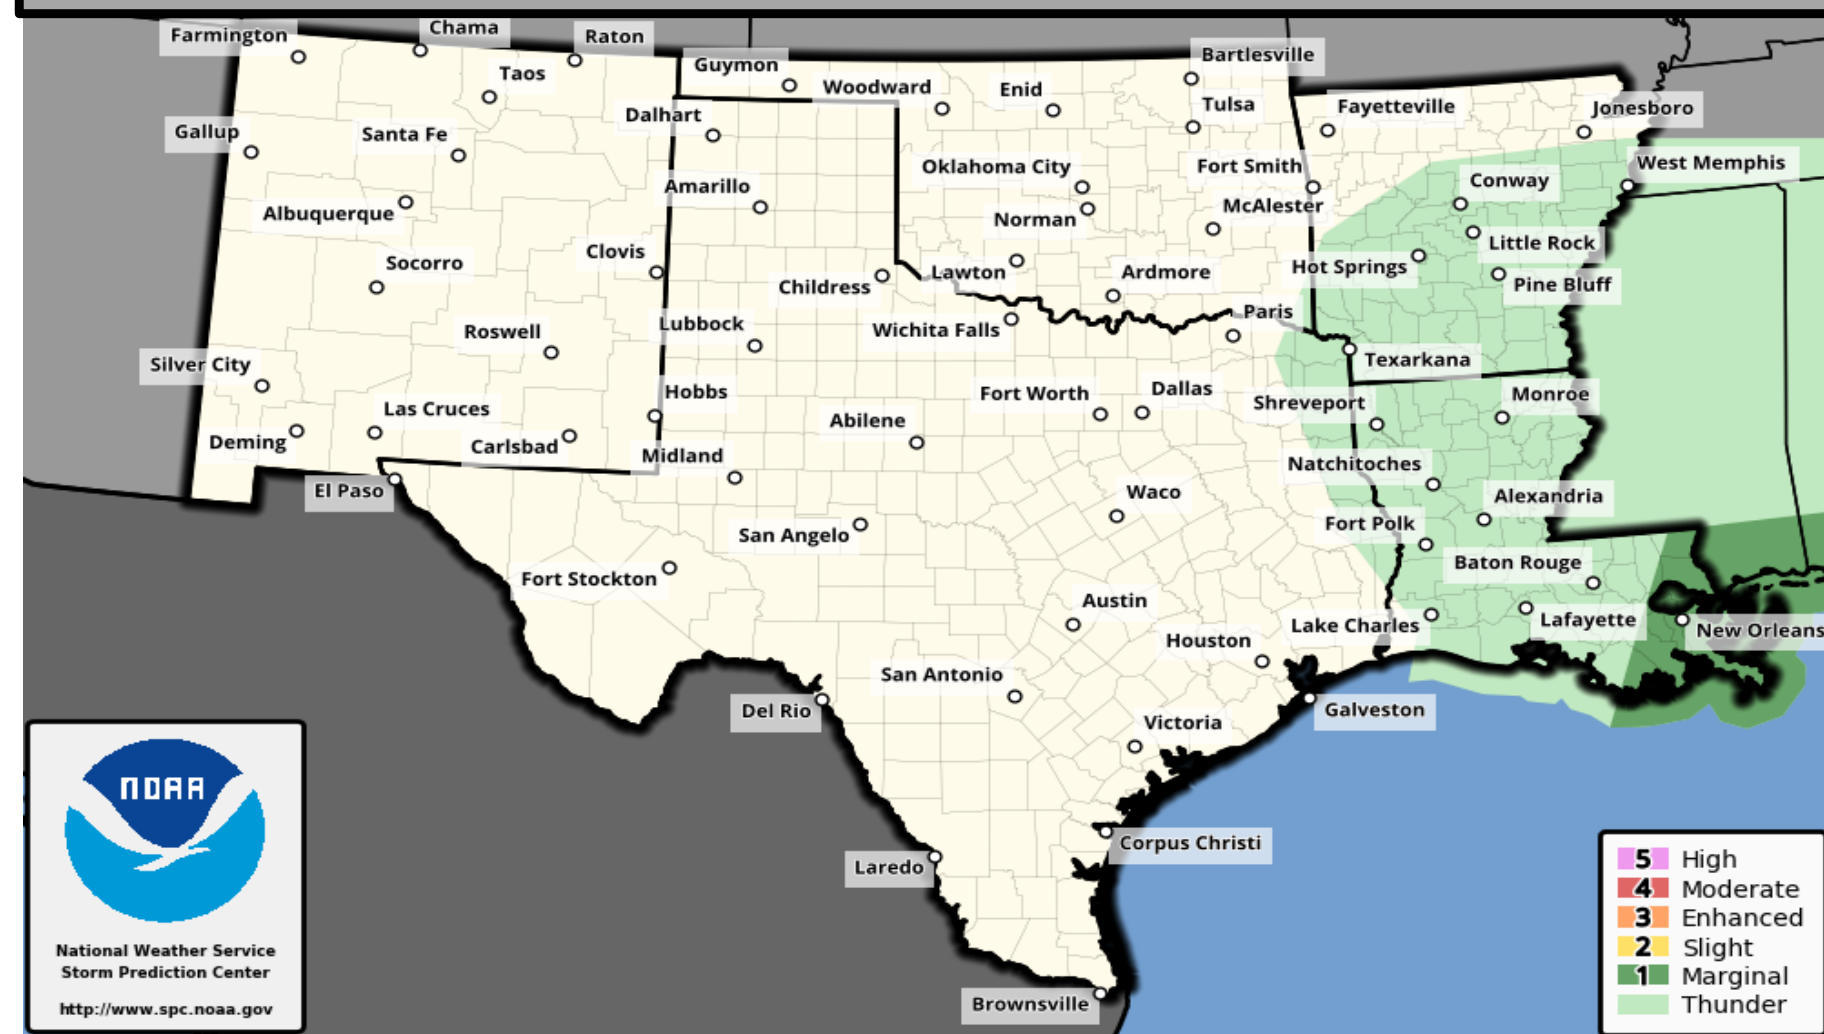 Farmington
Chama
Raton
Taos
Guymon
Woodward
Enid
Bartlesville
Tulsa
Fayetteville
Jonesboro
Gallup
Santa Fe
Dalhart
Oklahoma City
Fort Smith
Conway
West Memphis
Albuquerque
Amarillo
Norman
McAlester
Little Rock
Socorro
Clovis
Childress
Lawton
Ardmore
Hot Springs
Pine Bluff
Roswell
Lubbock
Wichita Falls
Paris
Texarkana
Silver City
Las Cruces
Hobbs
Abilene
Fort Worth
Dallas
Shreveport
Monroe
Deming
Carlsbad
Midland
Natchitoches
El Paso
San Angelo
Waco
Alexandria
Fort Polk
Fort Stockton
Baton Rouge
Austin
Houston
Lake Charles
Lafayette
New Orleans
San Antonio
Del Rio
Victoria
Galveston
Corpus Christi
Laredo
Brownsville
NOAA
National Weather Service
Storm Prediction Center
http://www.spc.noaa.gov
5 High
4 Moderate
3 Enhanced
2 Slight
1 Marginal
Thunder